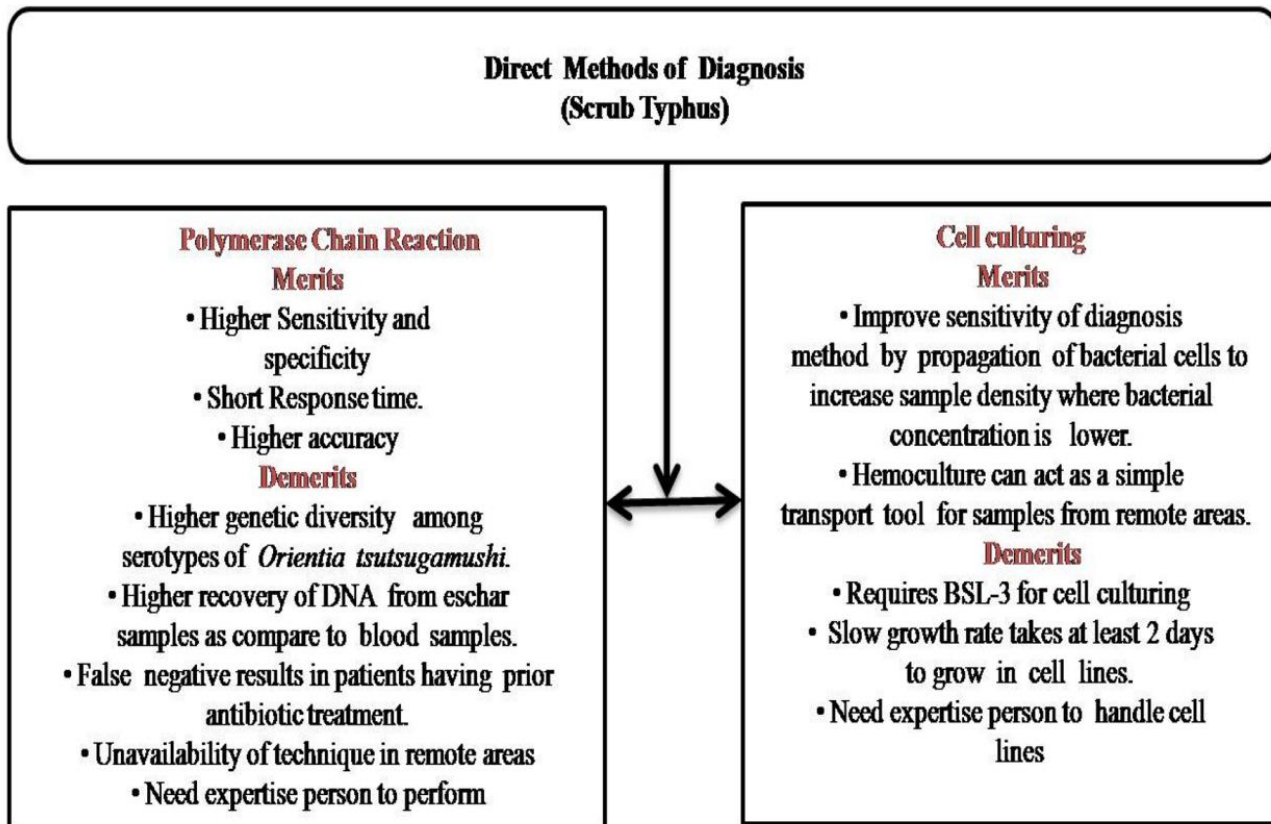 Direct Methods of Diagnosis
(Scrub Typhus)
Polymerase Chain Reaction
Merits
• Higher Sensitivity and
specificity
• Short Response time.
• Higher accuracy
Demerits
• Higher genetic diversity among
serotypes of Orientia tsutsugamushi.
• Higher recovery of DNA from eschar
samples as compare to blood samples.
• False negative results in patients having prior
antibiotic treatment.
• Unavailability of technique in remote areas
• Need expertise person to perform
Cell culturing
Merits
• Improve sensitivity of diagnosis
method by propagation of bacterial cells to
increase sample density where bacterial
concentration is lower.
• Hemoculture can act as a simple
transport tool for samples from remote areas.
Demerits
• Requires BSL-3 for cell culturing
• Slow growth rate takes at least 2 days
to grow in cell lines.
• Need expertise person to handle cell
lines